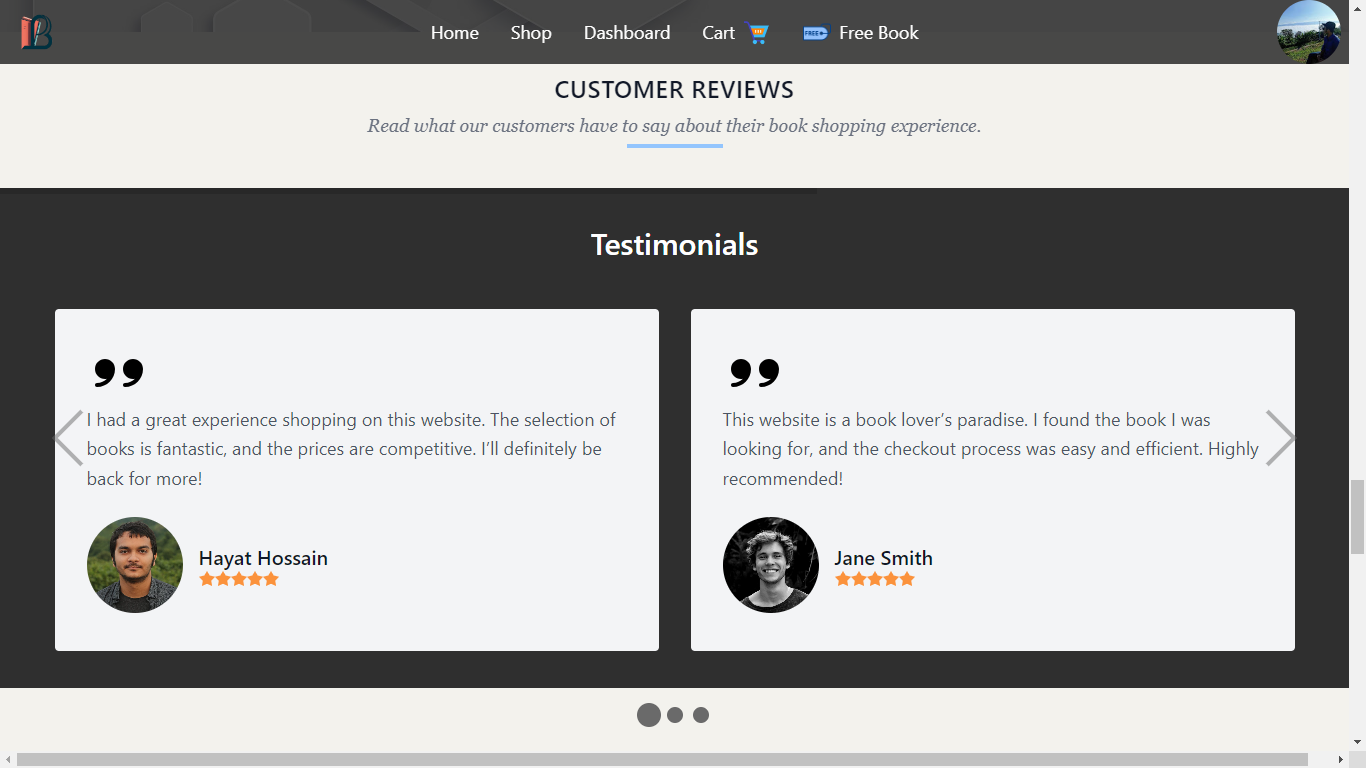 Home Shop Dashboard Cart FREE Free Book
CUSTOMER REVIEWS
Read what our customers have to say about their book shopping experience.
Testimonials
I had a great experience shopping on this website. The selection of
books is fantastic, and the prices are competitive. I’ll definitely be
back for more!
Hayat Hossain
This website is a book lover’s paradise. I found the book I was
looking for, and the checkout process was easy and efficient. Highly
recommended!
Jane Smith